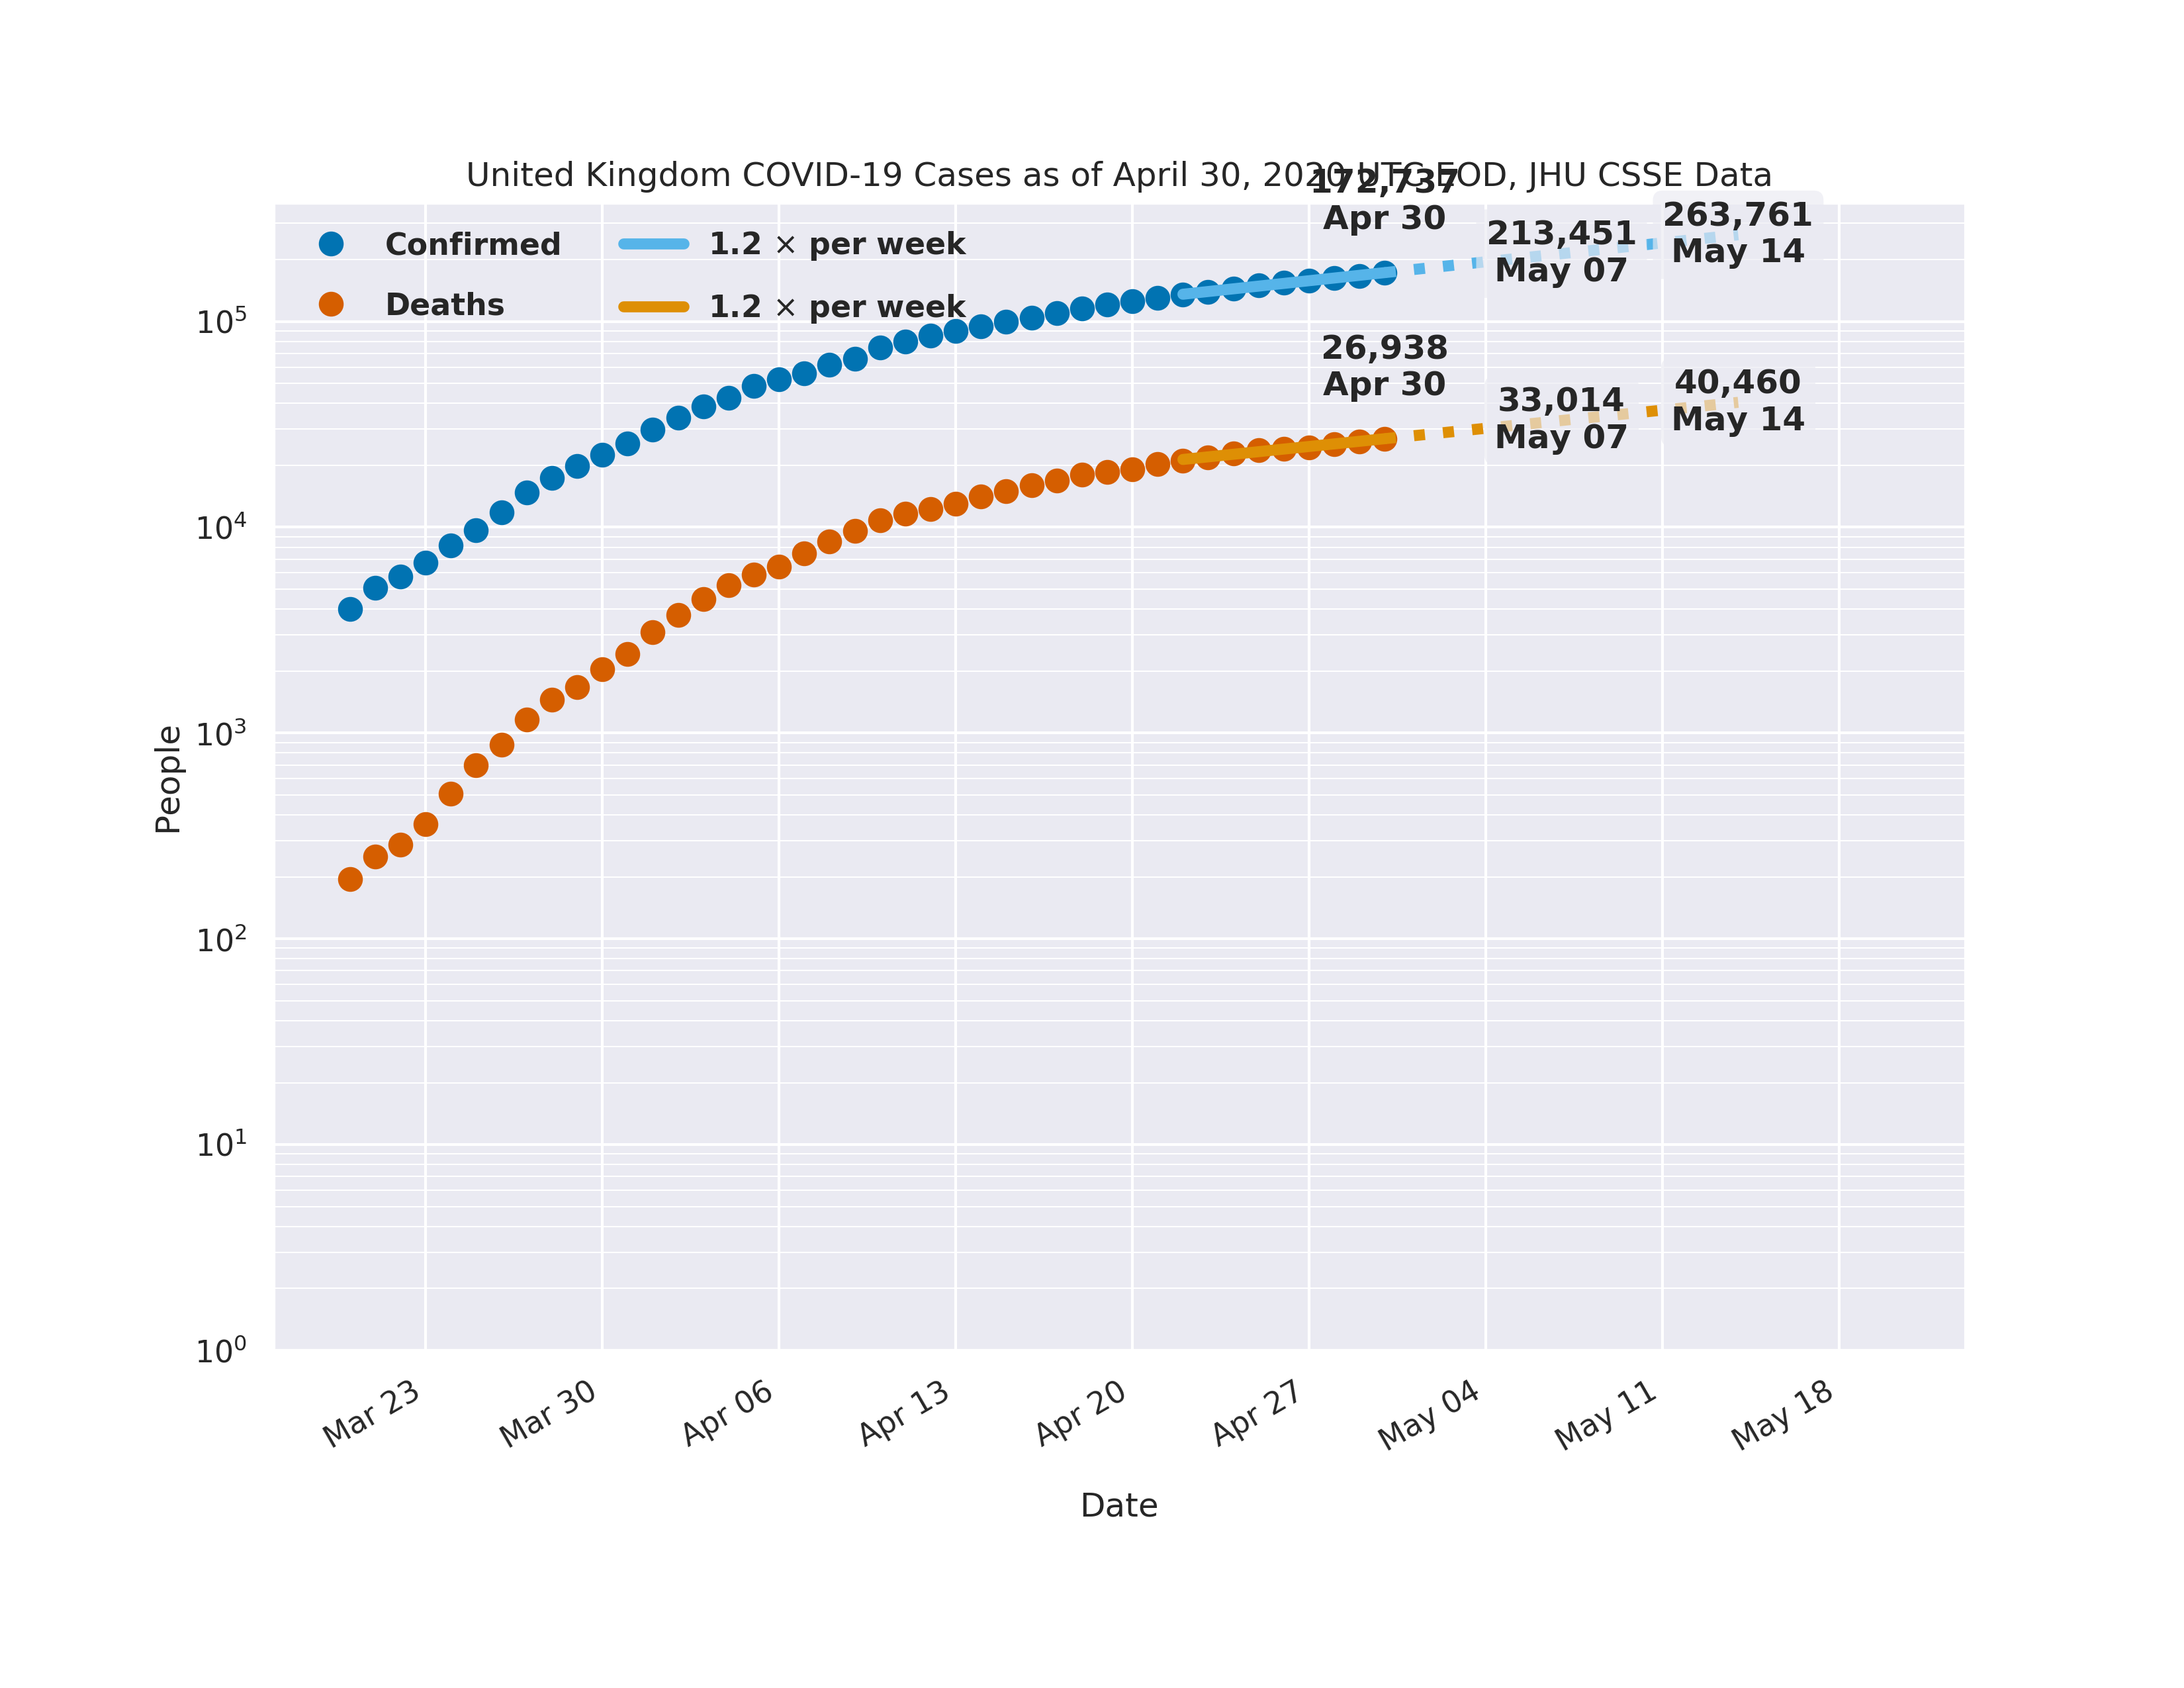 United Kingdom COVID-19 Cases as of April 30, 2020 UTC EOD, JHU CSSE Data
172,737
Apr 30
213,451
May 07
263,761
May 14
Confirmed
1.2 × per week
Deaths
1.2 × per week
26,938
Apr 30
33,014
May 07
40,460
May 14
People
10⁵
10⁴
10³
10²
10¹
10⁰
Mar 23
Mar 30
Apr 06
Apr 13
Apr 20
Apr 27
May 04
May 11
May 18
Date